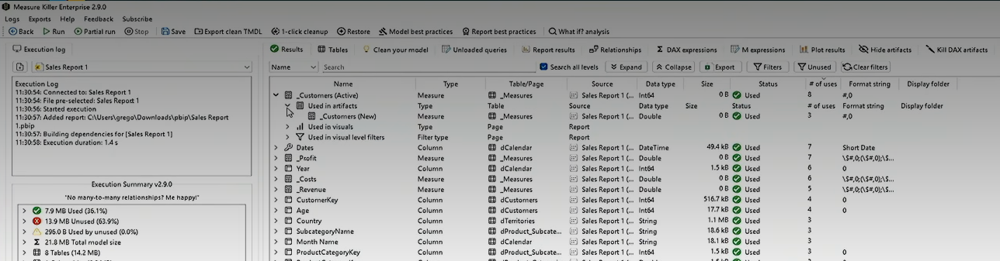 Measure Killer Enterprise 2.9.0
Logs Exports Help Feedback Subscribe
Back Run Partial run Stop Save Export clean TMDL 1-click cleanup Restore Model best practices Report best practices What if? analysis
Execution log Results Tables Clean your model Unloaded queries Report results Relationships DAX expressions M expressions Plot results Hide artifacts Kill DAX artifacts
Sales Report 1 Name Search Search all levels Expand Collapse Export Filters Unused Clear filters
Execution Log
11:30:54: Connected to: Sales Report 1
11:30:54: File pre-selected: Sales Report 1
11:30:56: Started execution
11:30:57: Added report: C:\Users\grego\Downloads\pbip\Sales Report
1.pbip
11:30:57: Building dependencies for [Sales Report 1]
11:30:58: Execution duration: 1.4 s
Execution Summary v2.9.0
"No many-to-many relationships? Me happy!"
7.9 MB Used (36.1%)
13.9 MB Unused (63.9%)
296.0 B Used by unused (0.0%)
Σ 21.8 MB Total model size
8 Tables (14.2 MB)
Name Type Table/Page Source Data type Size Status # of uses Format string Display folder
_Customers (Active) Measure _Measures Sales Report 1 (... Int64 0 B Used 8 #,0
Used in artifacts Type Table Source Data type Size Status # of uses Format string Display folder
_Customers (New) Measure _Measures Sales Report 1 (... Double 0 B Used 3 #,0
Used in visuals Type Page Report
Used in visual level filters Filter type Page Report
Dates Column dCalendar Sales Report 1 (... DateTime 49.4 kB Used 7 Short Date
_Profit Measure _Measures Sales Report 1 (... Double 0 B Used 7 \$#,0;(\$#,0);\$...
Year Column dCalendar Sales Report 1 (... Int64 1.5 kB Used 6 0
_Costs Measure _Measures Sales Report 1 (... Double 0 B Used 6 \$#,0;(\$#,0);\$...
_Revenue Measure _Measures Sales Report 1 (... Double 0 B Used 5 \$#,0;(\$#,0);\$...
CustomerKey Column dCustomers Sales Report 1 (... Int64 516.7 kB Used 4 0
Age Column dCustomers Sales Report 1 (... Int64 17.7 kB Used 4 0
Country Column dTerritories Sales Report 1 (... String 1.1 MB Used 3
SubcategoryName Column dProduct_Subcate... Sales Report 1 (... String 18.6 kB Used 3
Month Name Column dCalendar Sales Report 1 (... String 18.1 kB Used 3
ProductCategoryKey Column dProduct_Subcate... Sales Report 1 (... Int64 1.5 kB Used 3 0